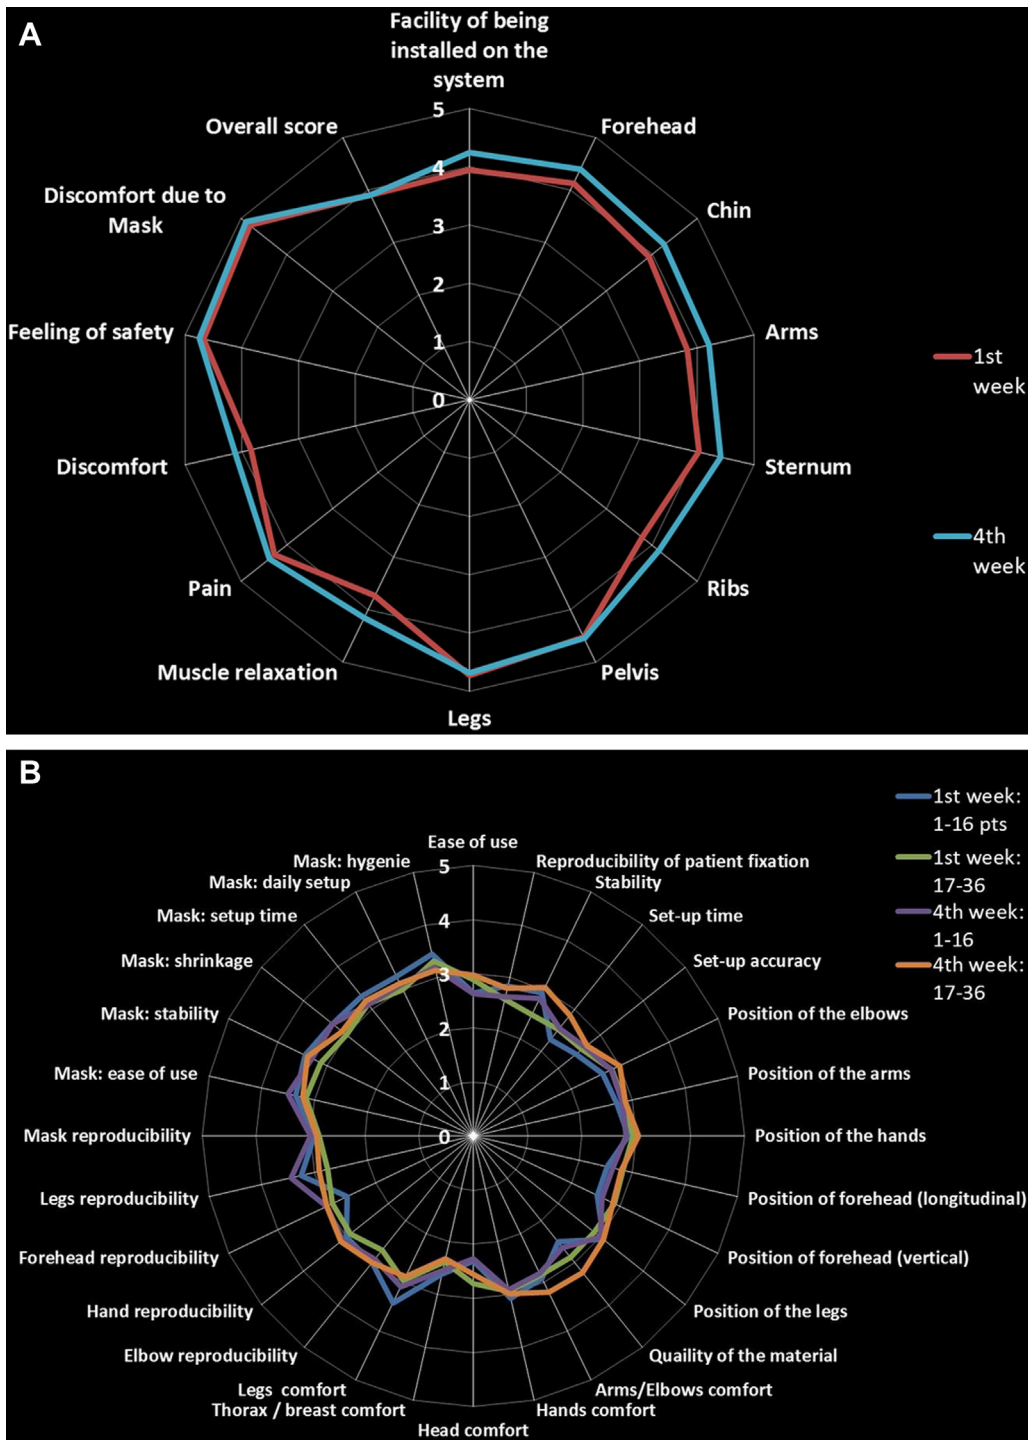 A
Facility of being
installed on the
system
Overall score
Forehead
Discomfort due to
Mask
Chin
Feeling of safety
Arms
Discomfort
Sternum
Pain
Ribs
Muscle relaxation
Pelvis
Legs
5
4
3
2
1
0
1st
week
4th
week
B
1st week:
1-16 pts
1st week:
17-36
4th week:
1-16
4th week:
17-36
Ease of use
Mask: hygenie
Reproducibility of patient fixation
Mask: daily setup
Stability
Mask: setup time
Set-up time
Mask: shrinkage
Set-up accuracy
Mask: stability
Position of the elbows
Mask: ease of use
Position of the arms
Mask reproducibility
Position of the hands
Legs reproducibility
Position of forehead (longitudinal)
Forehead reproducibility
Position of forehead (vertical)
Hand reproducibility
Position of the legs
Elbow reproducibility
Quaility of the material
Legs comfort
Arms/Elbows comfort
Thorax / breast comfort
Hands comfort
Head comfort
5
4
3
2
1
0